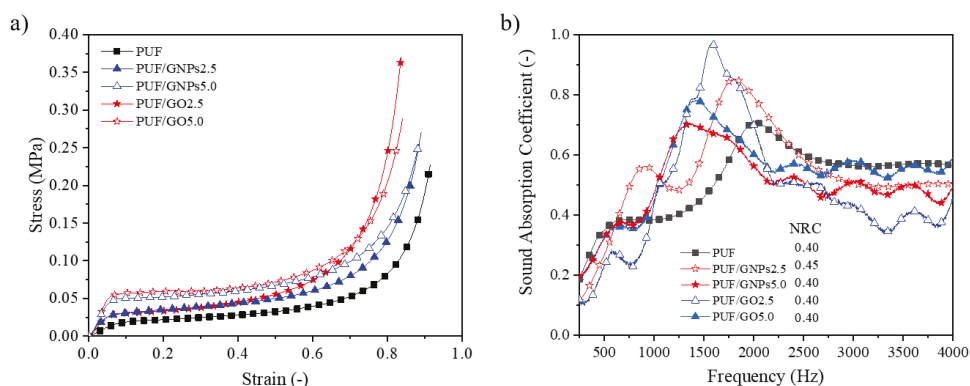 a)
0.40
0.35
0.30
0.25
0.20
0.15
0.10
0.05
0.00
Stress (MPa)
PUF
PUF/GNPs2.5
PUF/GNPs5.0
PUF/GO2.5
PUF/GO5.0
0.0 0.2 0.4 0.6 0.8 1.0
Strain (-)
b)
1.0
0.8
0.6
0.4
0.2
0.0
Sound Absorption Coefficient (-)
NRC
PUF 0.40
PUF/GNPs2.5 0.45
PUF/GNPs5.0 0.40
PUF/GO2.5 0.40
PUF/GO5.0 0.40
500 1000 1500 2000 2500 3000 3500 4000
Frequency (Hz)